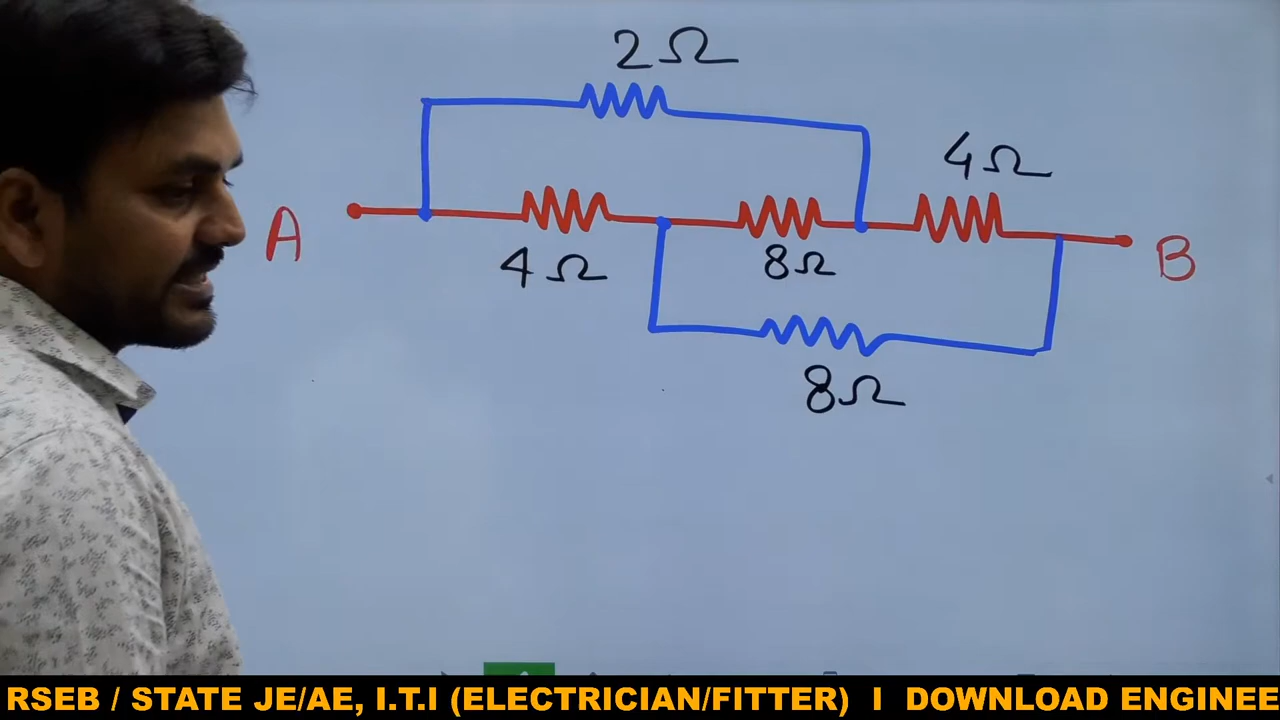 2Ω
4Ω
A
4Ω
8Ω
B
8Ω
RSEB / STATE JE/AE, I.T.I (ELECTRICIAN/FITTER) I DOWNLOAD ENGINEE